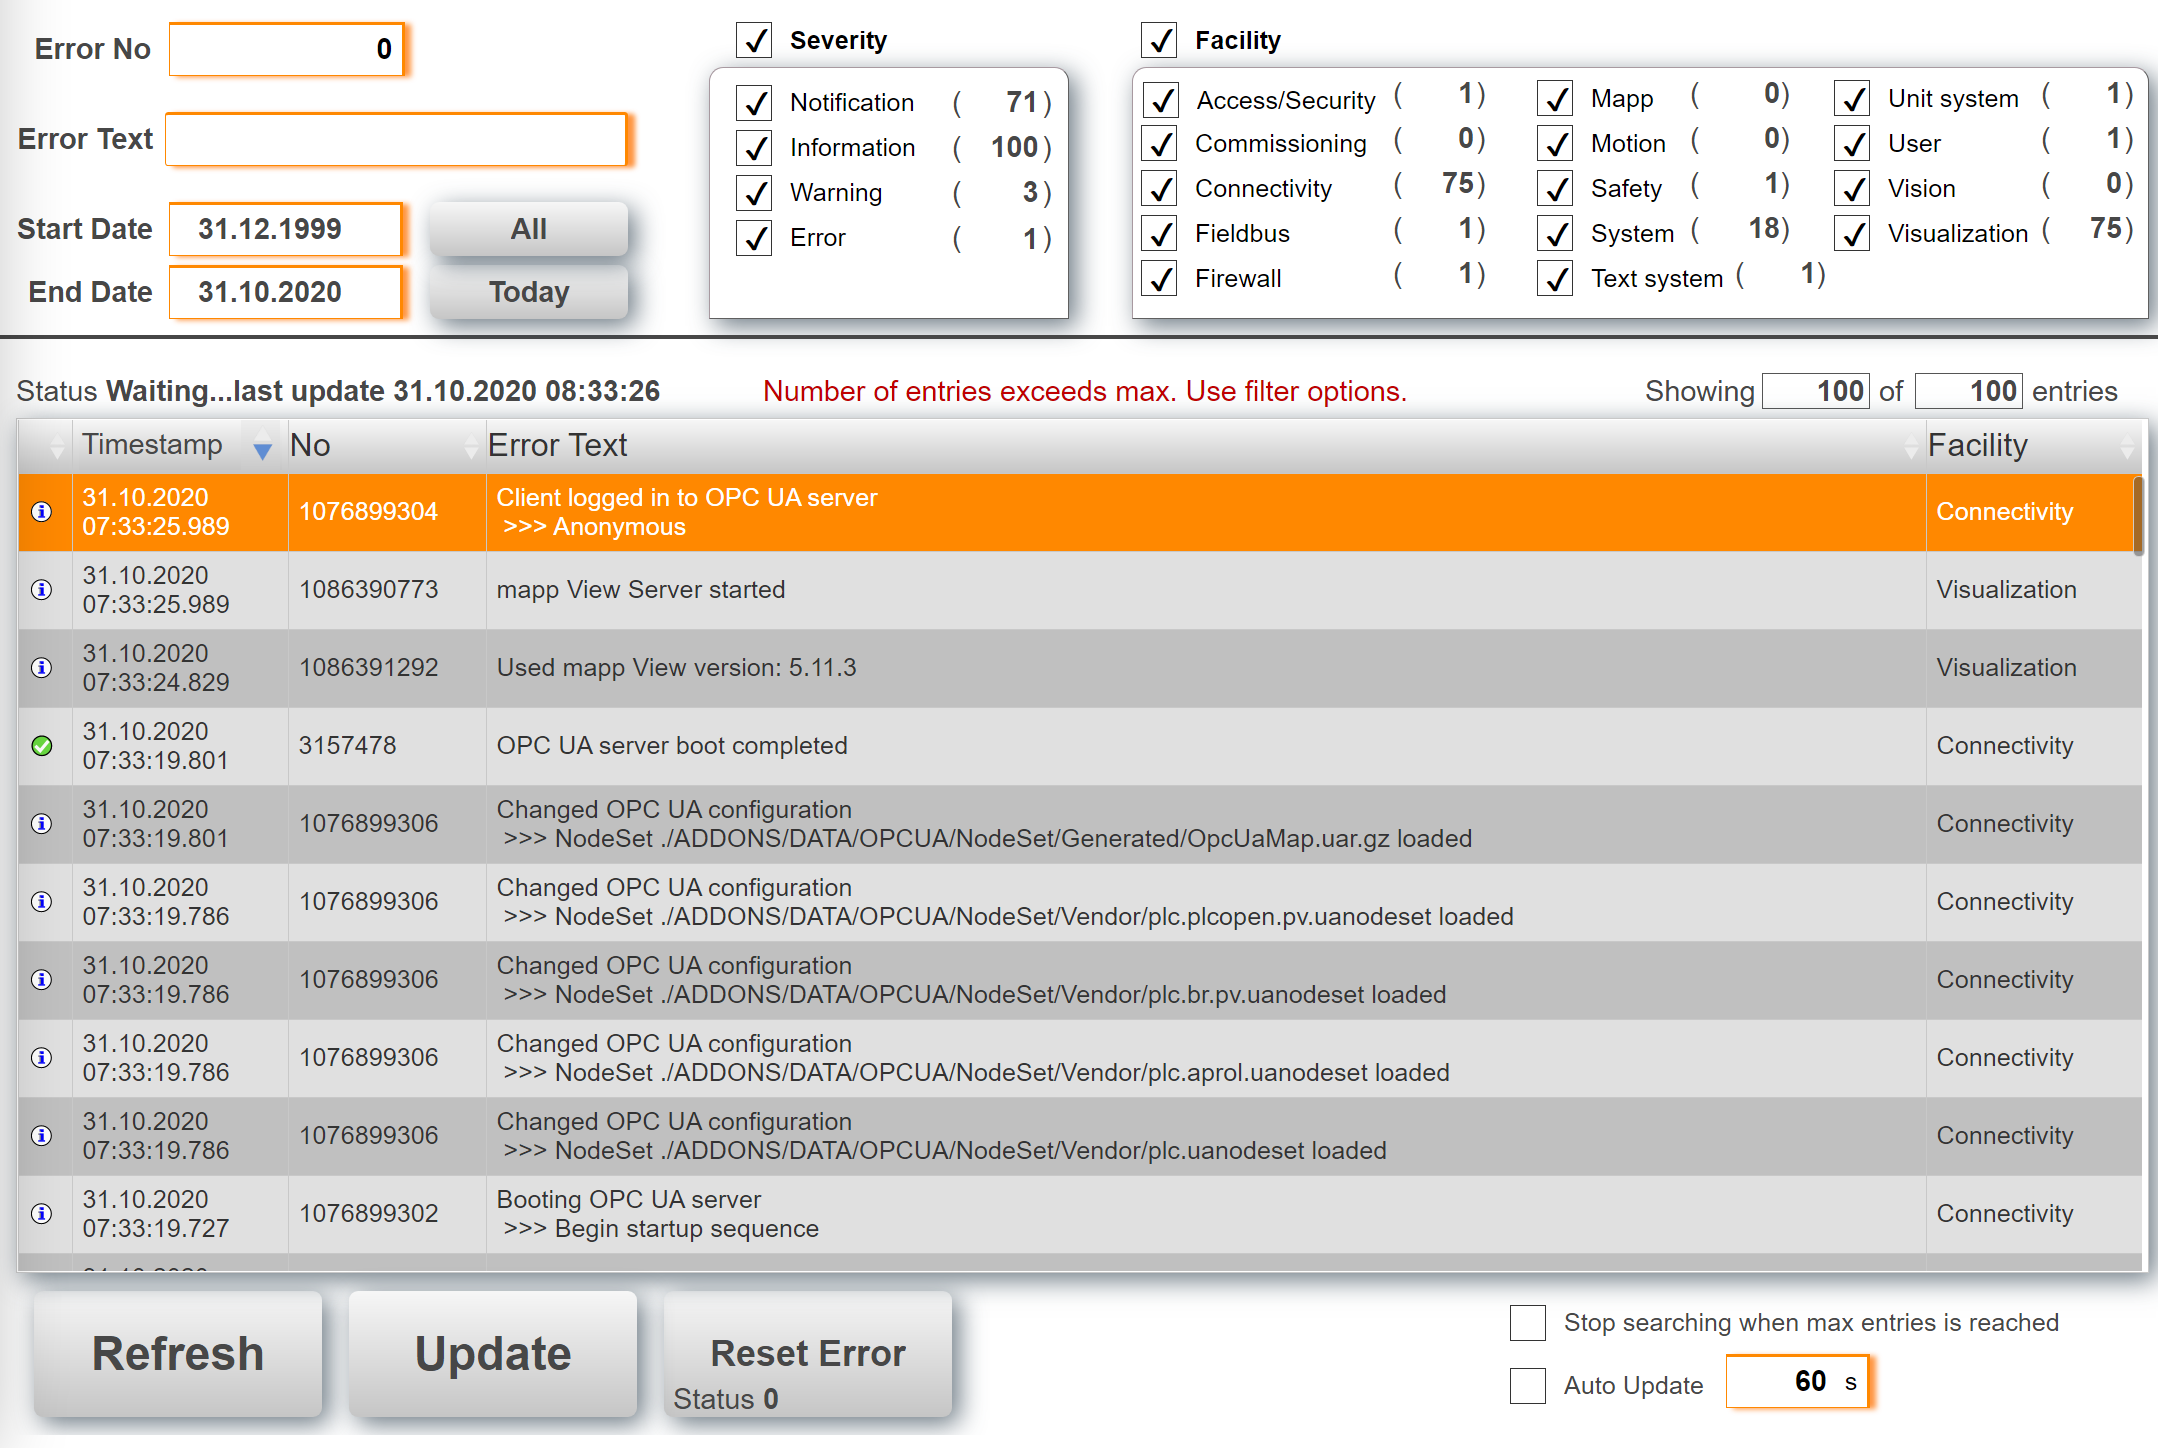 Error No 0
Error Text
Start Date 31.12.1999 All
End Date 31.10.2020 Today
Severity
Notification ( 71)
Information ( 100)
Warning ( 3)
Error ( 1)
Facility
Access/Security ( 1) Mapp ( 0) Unit system ( 1)
Commissioning ( 0) Motion ( 0) User ( 1)
Connectivity ( 75) Safety ( 1) Vision ( 0)
Fieldbus ( 1) System ( 18) Visualization ( 75)
Firewall ( 1) Text system ( 1)
Status Waiting...last update 31.10.2020 08:33:26 Number of entries exceeds max. Use filter options. Showing 100 of 100 entries
Timestamp No Error Text Facility
31.10.2020
07:33:25.989
1076899304
Client logged in to OPC UA server
>>> Anonymous
Connectivity
31.10.2020
07:33:25.989
1086390773
mapp View Server started
Visualization
31.10.2020
07:33:24.829
1086391292
Used mapp View version: 5.11.3
Visualization
31.10.2020
07:33:19.801
3157478
OPC UA server boot completed
Connectivity
31.10.2020
07:33:19.801
1076899306
Changed OPC UA configuration
>>> NodeSet ./ADDONS/DATA/OPCUA/NodeSet/Generated/OpcUaMap.uar.gz loaded
Connectivity
31.10.2020
07:33:19.786
1076899306
Changed OPC UA configuration
>>> NodeSet ./ADDONS/DATA/OPCUA/NodeSet/Vendor/plc.plcopen.pv.uanodeset loaded
Connectivity
31.10.2020
07:33:19.786
1076899306
Changed OPC UA configuration
>>> NodeSet ./ADDONS/DATA/OPCUA/NodeSet/Vendor/plc.br.pv.uanodeset loaded
Connectivity
31.10.2020
07:33:19.786
1076899306
Changed OPC UA configuration
>>> NodeSet ./ADDONS/DATA/OPCUA/NodeSet/Vendor/plc.aprol.uanodeset loaded
Connectivity
31.10.2020
07:33:19.786
1076899306
Changed OPC UA configuration
>>> NodeSet ./ADDONS/DATA/OPCUA/NodeSet/Vendor/plc.uanodeset loaded
Connectivity
31.10.2020
07:33:19.727
1076899302
Booting OPC UA server
>>> Begin startup sequence
Connectivity
Refresh Update Reset Error
Status 0
Stop searching when max entries is reached
Auto Update 60 s